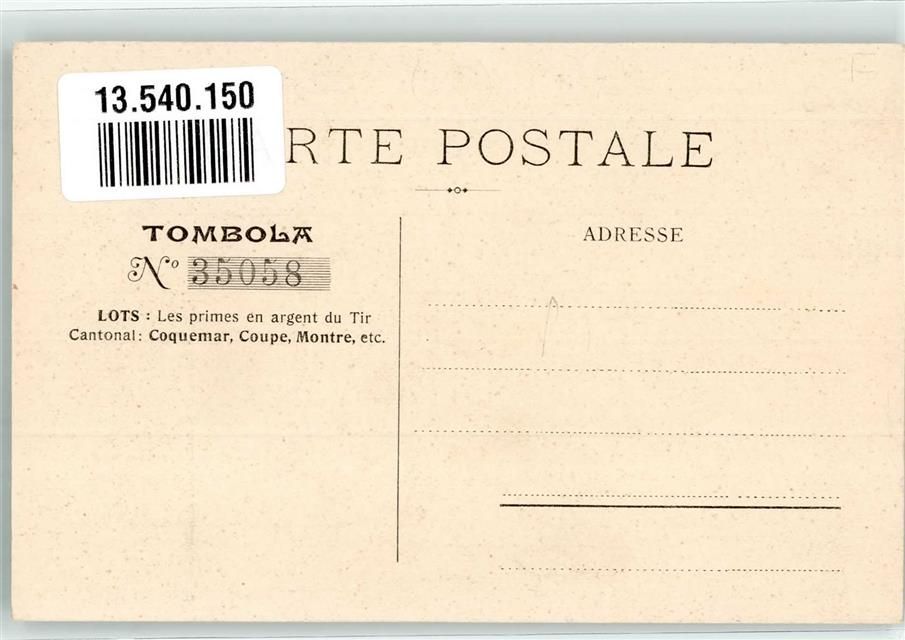 13.540.150
RTE POSTALE
TOMBOLA
Nº 35058
LOTS : Les primes en argent du Tir
Cantonal: Coquemar, Coupe, Montre, etc.
ADRESSE